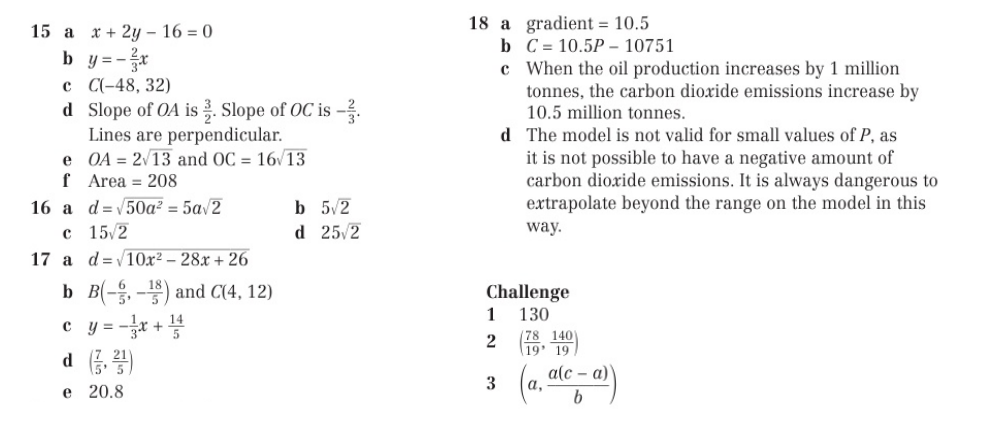 15 a x + 2y − 16 = 0
b y = −2/3x
c C(−48, 32)
d Slope of OA is 3/2. Slope of OC is −2/3.
Lines are perpendicular.
e OA = 2√13 and OC = 16√13
f Area = 208
16 a d = √50a² = 5a√2 b 5√2
c 15√2 d 25√2
17 a d = √10x² − 28x + 26
b B(−6/5, −18/5) and C(4, 12)
c y = −1/3x + 14/5
d (7/5, 21/5)
e 20.8
18 a gradient = 10.5
b C = 10.5P − 10751
c When the oil production increases by 1 million
tonnes, the carbon dioxide emissions increase by
10.5 million tonnes.
d The model is not valid for small values of P, as
it is not possible to have a negative amount of
carbon dioxide emissions. It is always dangerous to
extrapolate beyond the range on the model in this
way.
Challenge
1 130
2 (78/19, 140/19)
3 (a, a(c − a)/b)